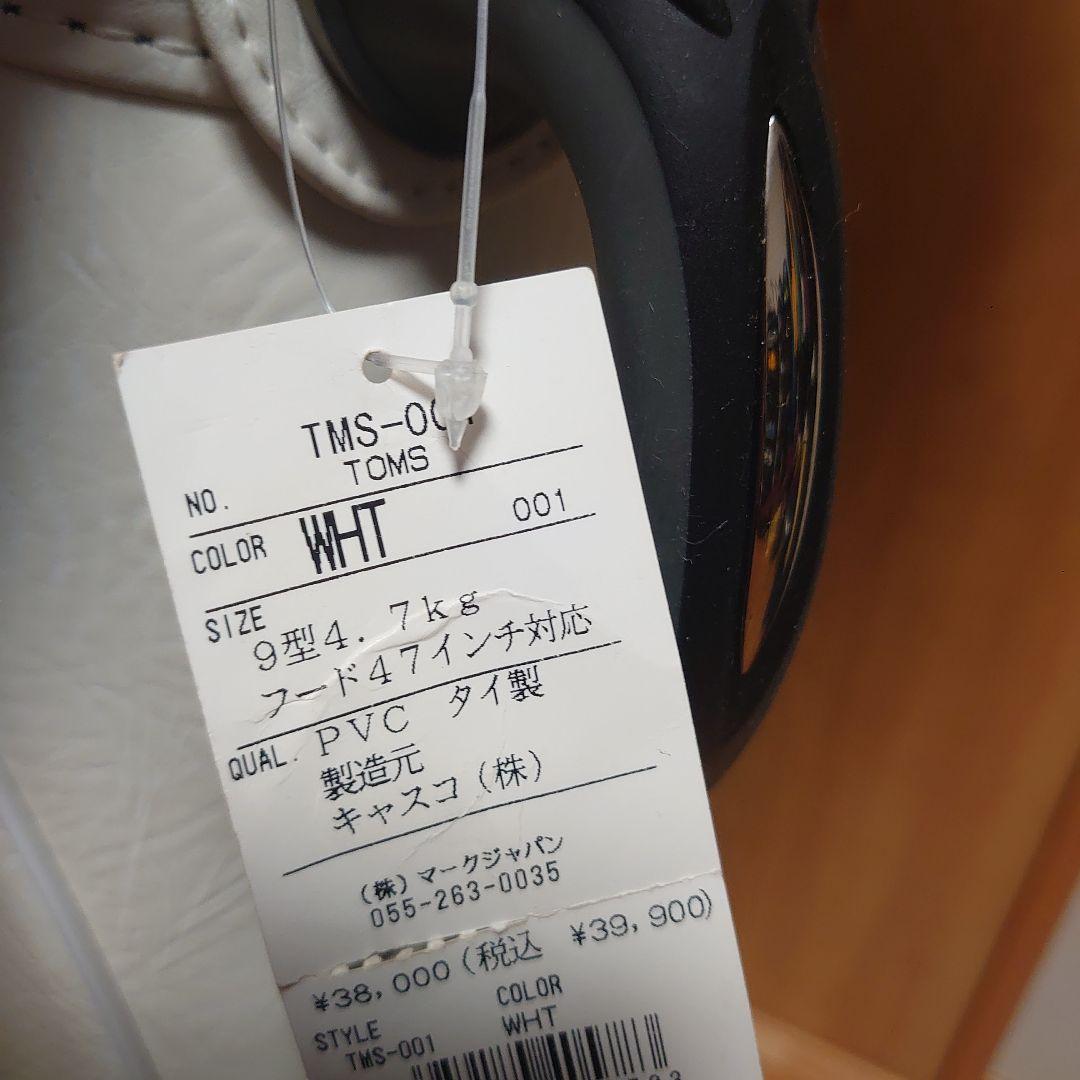 TMS-001
NO. TOMS
COLOR WHT 001
SIZE
9型4.7kg
フード47インチ対応
QUAL. PVC タイ製
製造元
キャスコ(株)
(株)マークジャパン
055-263-0035
¥38,000(税込 ¥39,900)
STYLE COLOR
TMS-001 WHT